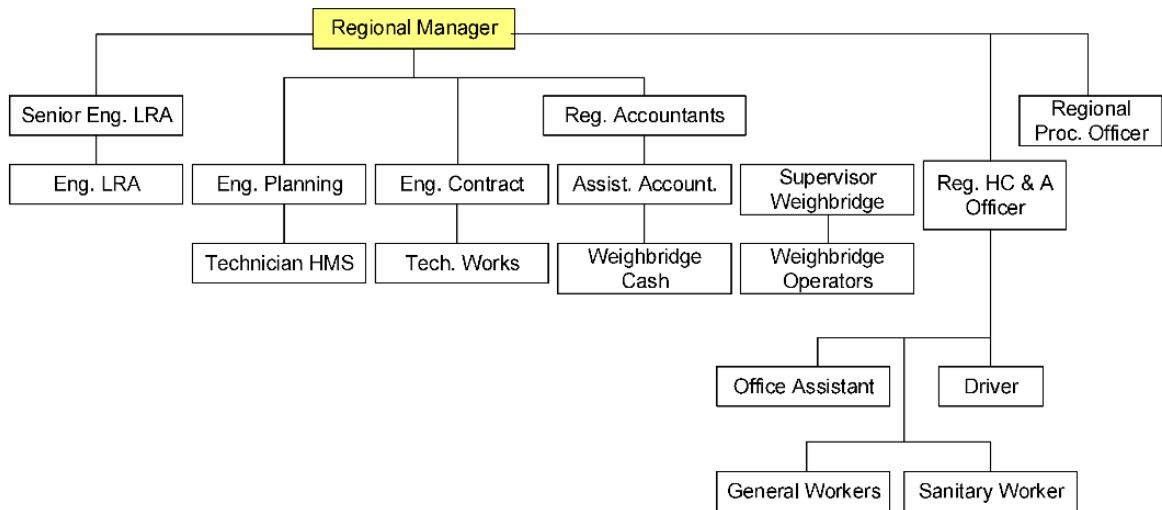 Regional Manager
Senior Eng. LRA
Reg. Accountants
Regional
Proc. Officer
Eng. LRA
Eng. Planning
Eng. Contract
Assist. Account.
Supervisor
Weighbridge
Reg. HC & A
Officer
Technician HMS
Tech. Works
Weighbridge
Cash
Weighbridge
Operators
Office Assistant
Driver
General Workers
Sanitary Worker